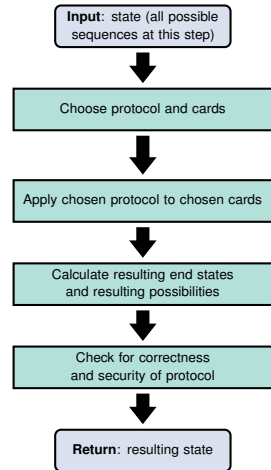 Input: state (all possible
sequences at this step)
Choose protocol and cards
Apply chosen protocol to chosen cards
Calculate resulting end states
and resulting possibilities
Check for correctness
and security of protocol
Return: resulting state